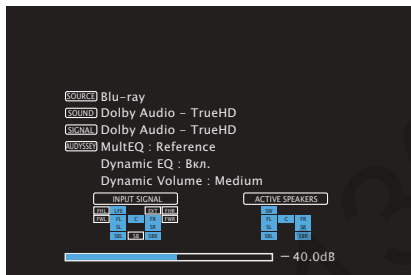 SOURCE Blu-ray
SOUND Dolby Audio - TrueHD
SIGNAL Dolby Audio - TrueHD
AUDYSSEY MultEQ : Reference
Dynamic EQ : Вкл.
Dynamic Volume : Medium
INPUT SIGNAL ACTIVE SPEAKERS
FHL LFE EXT FHR SW
FWL FL C FR FWR FL C FR
SL SR SL SR
SBL SB SBR SBL SBR
-40.0dB